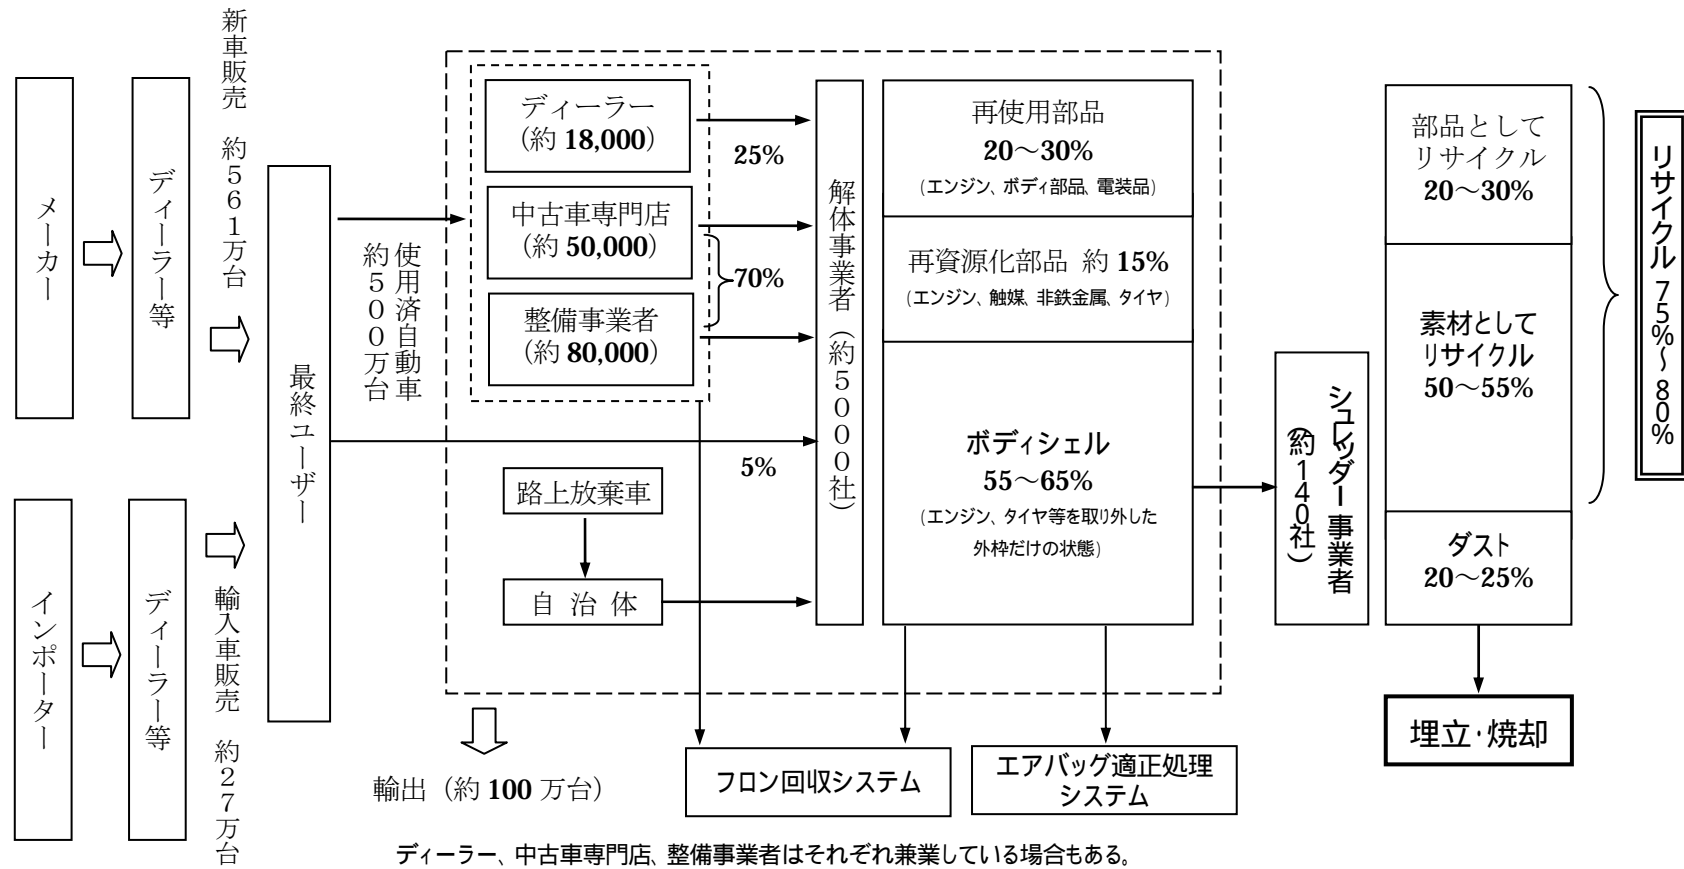 メーカー
ディーラー等
新車販売 約561万台
インポーター
ディーラー等
輸入車販売 約27万台
最終ユーザー
使用済自動車
約500万台
ディーラー
(約 18,000)
25%
中古車専門店
(約 50,000)
70%
整備事業者
(約 80,000)
5%
路上放棄車
自 治 体
解体事業者(約5000社)
再使用部品
20～30%
(エンジン、ボディ部品、電装品)
再資源化部品 約 15%
(エンジン、触媒、非鉄金属、タイヤ)
ボディシェル
55～65%
(エンジン、タイヤ等を取り外した
外枠だけの状態)
シュレッダー事業者
(約140社)
部品として
リサイクル
20～30%
素材として
リサイクル
50～55%
ダスト
20～25%
リサイクル 75%～80%
埋立・焼却
輸出 (約 100 万台)
フロン回収システム
エアバッグ適正処理
システム
ディーラー、中古車専門店、整備事業者はそれぞれ兼業している場合もある。